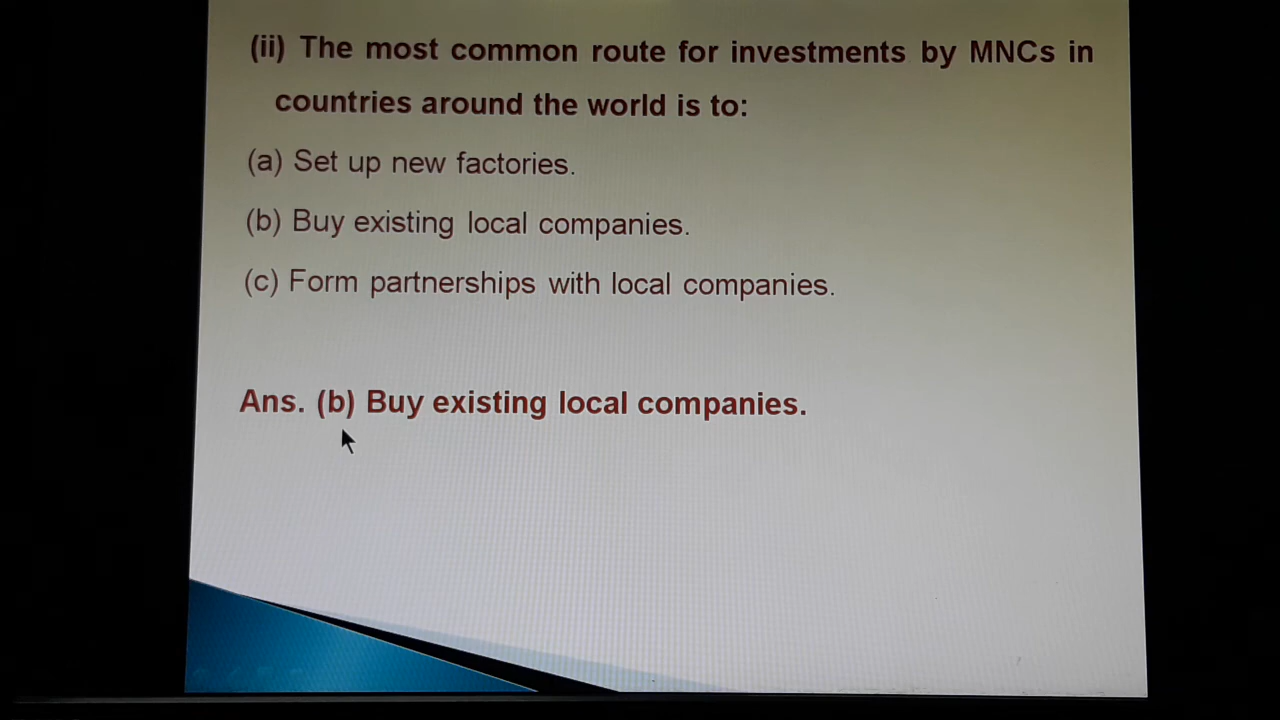 (ii) The most common route for investments by MNCs in
countries around the world is to:
(a) Set up new factories.
(b) Buy existing local companies.
(c) Form partnerships with local companies.
Ans. (b) Buy existing local companies.